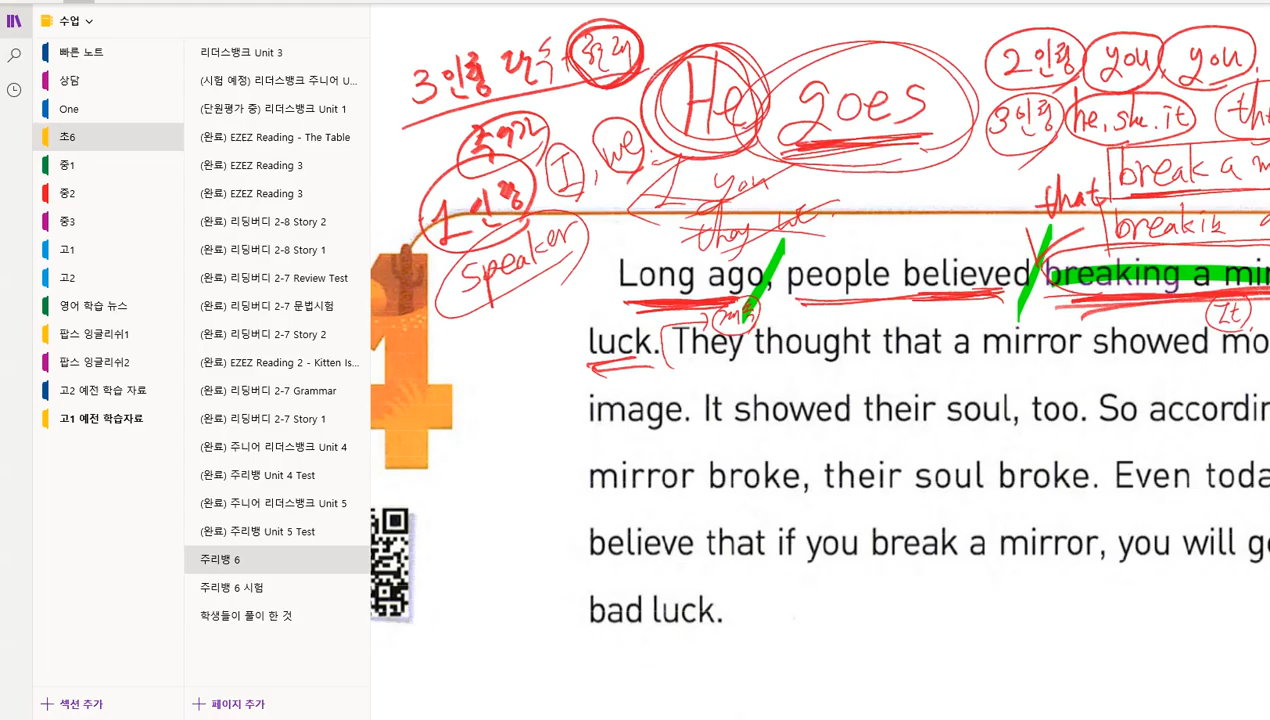 수업
빠른 노트
상담
One
초6
중1
중2
중3
고1
고2
영어 학습 뉴스
팝스 잉글리쉬1
팝스 잉글리쉬2
고2 예전 학습 자료
고1 예전 학습자료
섹션 추가
리더스뱅크 Unit 3
(시험 예정) 리더스뱅크 주니어 U...
(단원평가 중) 리더스뱅크 Unit 1
(완료) EZEZ Reading - The Table
(완료) EZEZ Reading 3
(완료) EZEZ Reading 3
(완료) 리딩버디 2-8 Story 2
(완료) 리딩버디 2-8 Story 1
(완료) 리딩버디 2-7 Review Test
(완료) 리딩버디 2-7 문법시험
(완료) 리딩버디 2-7 Story 2
(완료) EZEZ Reading 2 - Kitten Is...
(완료) 리딩버디 2-7 Grammar
(완료) 리딩버디 2-7 Story 1
(완료) 주니어 리더스뱅크 Unit 4
(완료) 주리뱅 Unit 4 Test
(완료) 주니어 리더스뱅크 Unit 5
(완료) 주리뱅 Unit 5 Test
주리뱅 6
주리뱅 6 시험
학생들이 풀이 한 것
페이지 추가
3인칭 단수 현재
He goes
2인칭 you, you
3인칭 he, she, it
1인칭 I, we
you
speaker
break a
that
4
Long ago, people believed breaking a
It
luck. They thought that a mirror showed
image. It showed their soul, too. So
mirror broke, their soul broke. Even
believe that if you break a mirror, you will
bad luck.